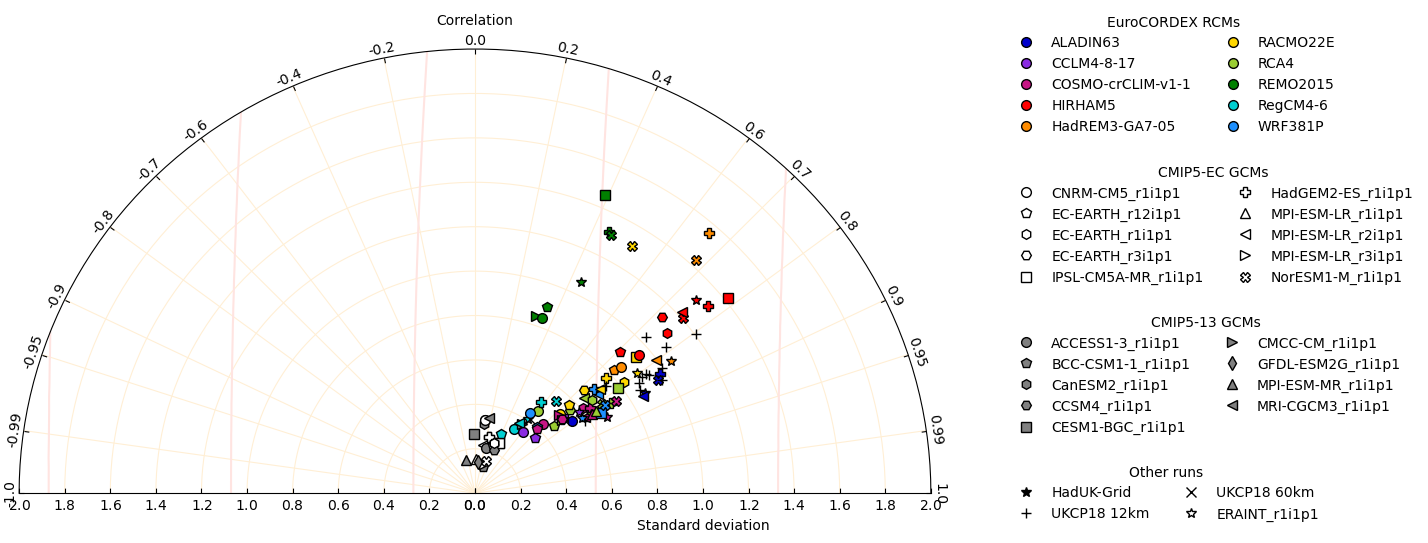 Correlation
-0.99
-0.95
-0.9
-0.8
-0.7
-0.6
-0.4
-0.2
0.0
0.2
0.4
0.6
0.7
0.8
0.9
0.95
0.99
1.0
1.0
2.0 1.8 1.6 1.4 1.2 1.0 0.8 0.6 0.4 0.2 0.0 0.2 0.4 0.6 0.8 1.0 1.2 1.4 1.6 1.8 2.0
Standard deviation
EuroCORDEX RCMs
ALADIN63 RACMO22E
CCLM4-8-17 RCA4
COSMO-crCLIM-v1-1 REMO2015
HIRHAM5 RegCM4-6
HadREM3-GA7-05 WRF381P
CMIP5-EC GCMs
CNRM-CM5_r1i1p1 HadGEM2-ES_r1i1p1
EC-EARTH_r12i1p1 MPI-ESM-LR_r1i1p1
EC-EARTH_r1i1p1 MPI-ESM-LR_r2i1p1
EC-EARTH_r3i1p1 MPI-ESM-LR_r3i1p1
IPSL-CM5A-MR_r1i1p1 NorESM1-M_r1i1p1
CMIP5-13 GCMs
ACCESS1-3_r1i1p1 CMCC-CM_r1i1p1
BCC-CSM1-1_r1i1p1 GFDL-ESM2G_r1i1p1
CanESM2_r1i1p1 MPI-ESM-MR_r1i1p1
CCSM4_r1i1p1 MRI-CGCM3_r1i1p1
CESM1-BGC_r1i1p1
Other runs
HadUK-Grid UKCP18 60km
UKCP18 12km ERAINT_r1i1p1